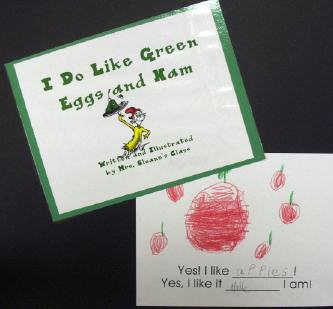 I Do Like Green
Eggs and Ham
Written and Illustrated
by Mrs. Sloane's Class
Yes! I like apples!
Yes, I like it I am!